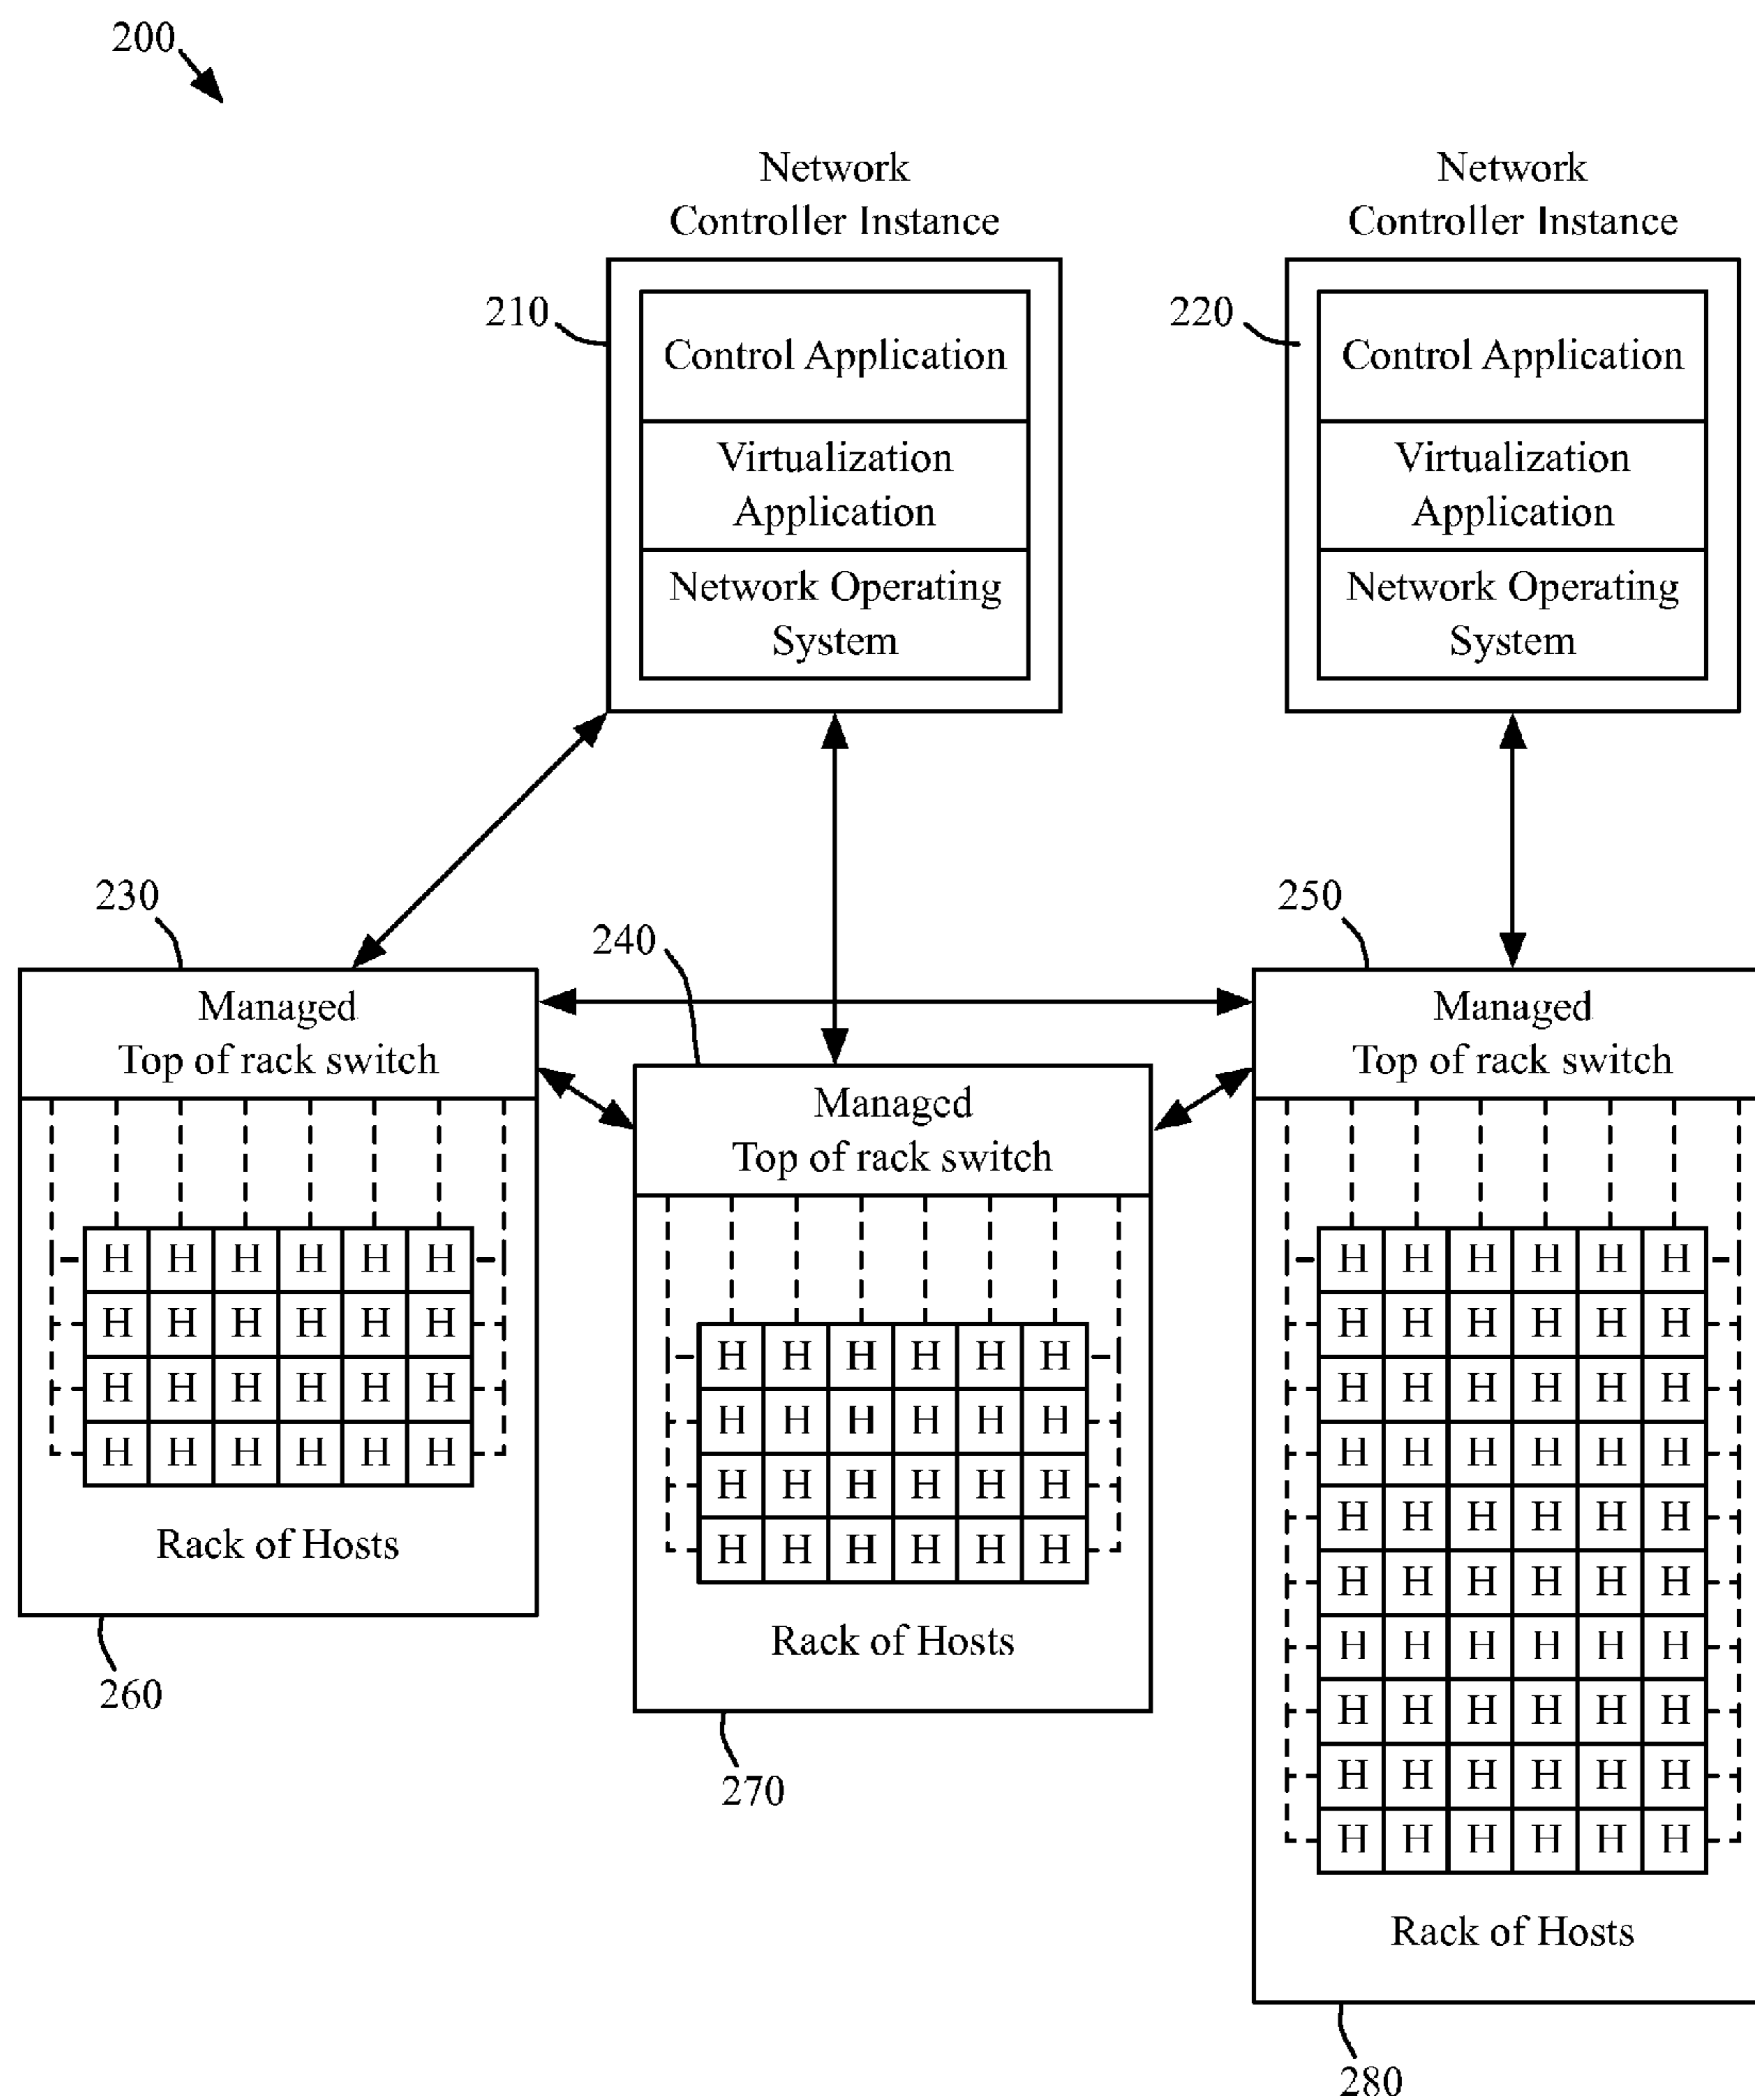 200
Network
Controller Instance
Network
Controller Instance
210
Control Application
Virtualization
Application
Network Operating
System
220
Control Application
Virtualization
Application
Network Operating
System
230
Managed
Top of rack switch
H H H H H H
H H H H H H
H H H H H H
H H H H H H
Rack of Hosts
260
240
Managed
Top of rack switch
H H H H H H
H H H H H H
H H H H H H
H H H H H H
Rack of Hosts
270
250
Managed
Top of rack switch
H H H H H H
H H H H H H
H H H H H H
H H H H H H
H H H H H H
H H H H H H
H H H H H H
H H H H H H
H H H H H H
H H H H H H
Rack of Hosts
280